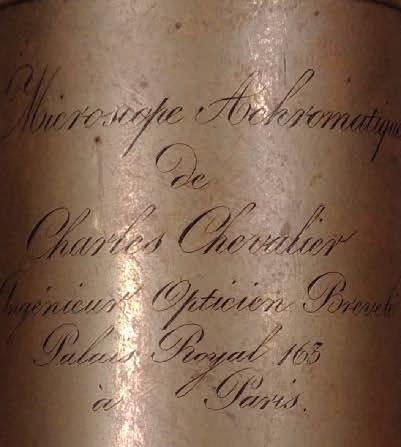 Microscope Achromatique
de
Charles Chevalier
Ingénieur Opticien Breveté
Palais Royal 163
à Paris.